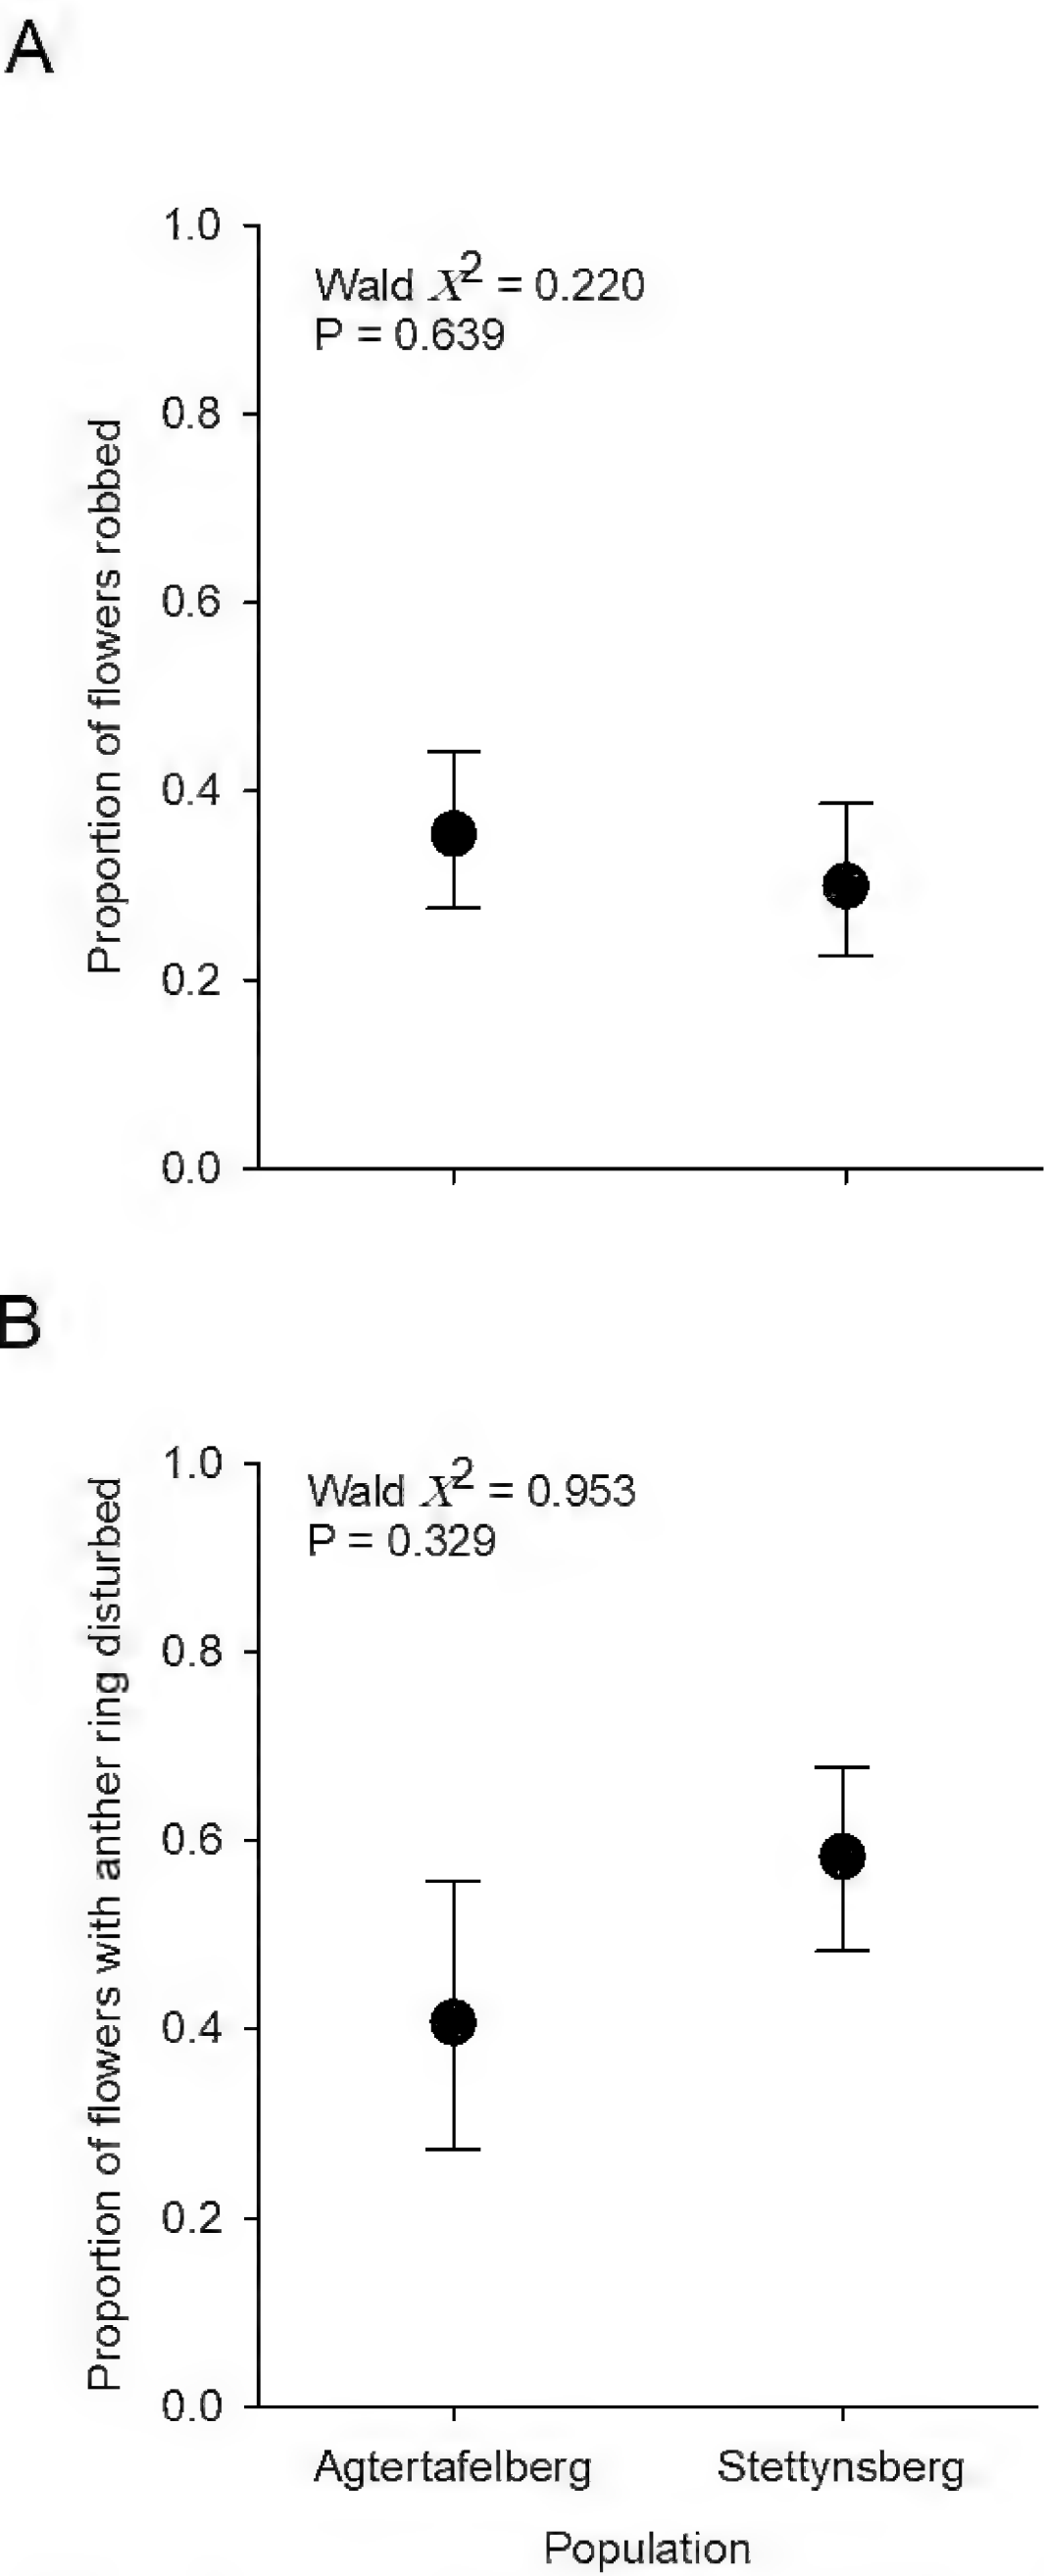 A
Wald X² = 0.220
P = 0.639
1.0
0.8
0.6
0.4
0.2
0.0
Proportion of flowers robbed
B
Wald X² = 0.953
P = 0.329
1.0
0.8
0.6
0.4
0.2
0.0
Proportion of flowers with anther ring disturbed
Agtertafelberg Stettynsberg
Population